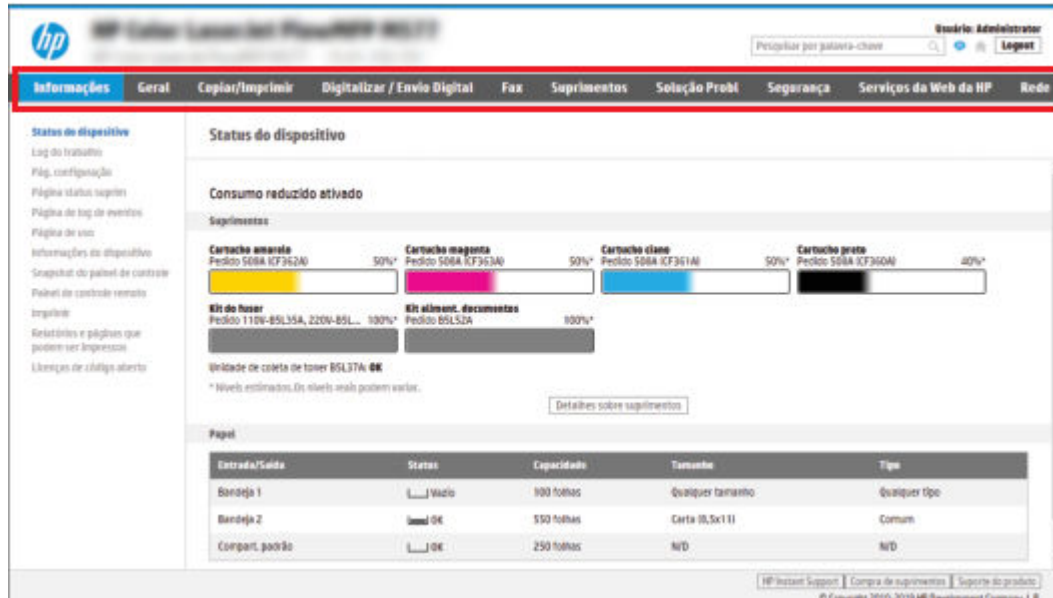 hp
Usuário: Administrator
Pesquisar por palavra-chave
Logout
Informações Geral Copiar/Imprimir Digitalizar / Envio Digital Fax Suprimentos Solução Probl Segurança Serviços da Web da HP Rede
Status do dispositivo
Status do dispositivo
Log do trabalho
Pág. configuração
Página status suprim
Página de log de eventos
Página de uso
Informações do dispositivo
Snapshot do painel de controle
Painel de controle remoto
Imprimir
Relatórios e páginas que
podem ser impressos
Licenças de código aberto
Consumo reduzido ativado
Suprimentos
Cartucho amarelo Cartucho magenta Cartucho ciano Cartucho preto
Pedido 508A (CF362A) 50%* Pedido 508A (CF363A) 50%* Pedido 508A (CF361A) 50%* Pedido 508A (CF360A) 40%*
Kit do fusor Kit aliment. documentos
Pedido 110V-B5L35A, 220V-B5L... 100%* Pedido B5L52A 100%*
Unidade de coleta de toner B5L37A: OK
* Níveis estimados. Os níveis reais podem variar.
Detalhes sobre suprimentos
Papel
Entrada/Saída Status Capacidade Tamanho Tipo
Bandeja 1 Vazio 100 folhas Qualquer tamanho Qualquer tipo
Bandeja 2 OK 550 folhas Carta (8,5x11) Comum
Compart. padrão OK 250 folhas N/D N/D
HP Instant Support Compra de suprimentos Suporte do produto